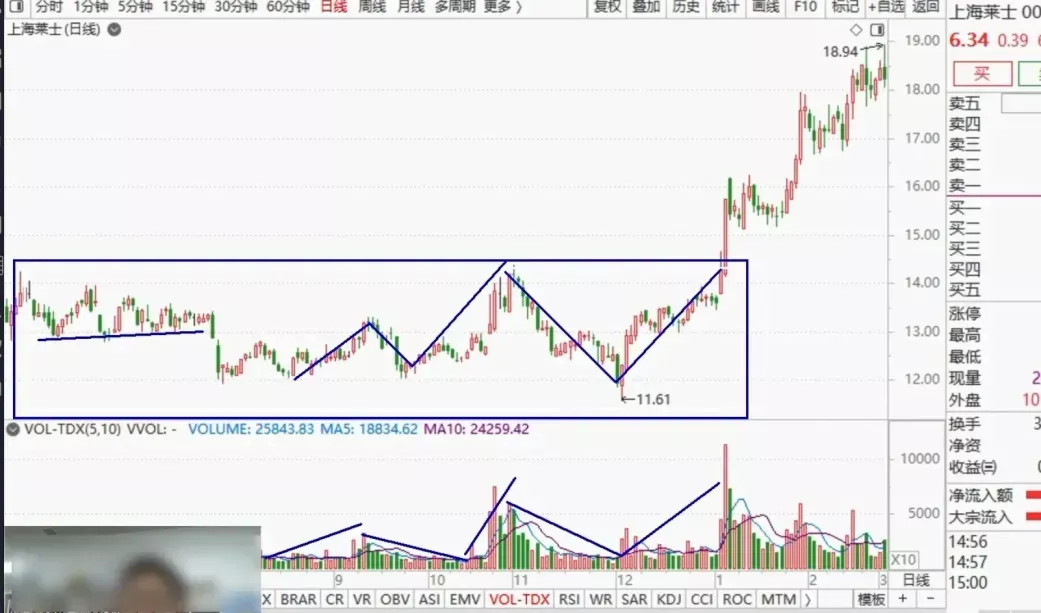 分时 1分钟 5分钟 15分钟 30分钟 60分钟 日线 周线 月线 多周期 更多 〉 复权 叠加 历史 统计 画线 F10 标记 +自选 返回
上海莱士 00
上海莱士(日线)
6.34 0.39
买
18.94
19.00
18.00
17.00
16.00
15.00
14.00
13.00
12.00
11.61
卖五
卖四
卖三
卖二
卖一
买一
买二
买三
买四
买五
涨停
最高
最低
现量 2
外盘 10
换手 3
净资
收益㈢ 0
净流入额
大宗流入
14:56
14:57
15:00
VOL-TDX(5,10) VVOL: - VOLUME: 25843.83 MA5: 18834.62 MA10: 24259.42
10000
5000
X10
9 10 11 12 1 2 3 日线
X BRAR CR VR OBV ASI EMV VOL-TDX RSI WR SAR KDJ CCI ROC MTM 〉 模板 + −